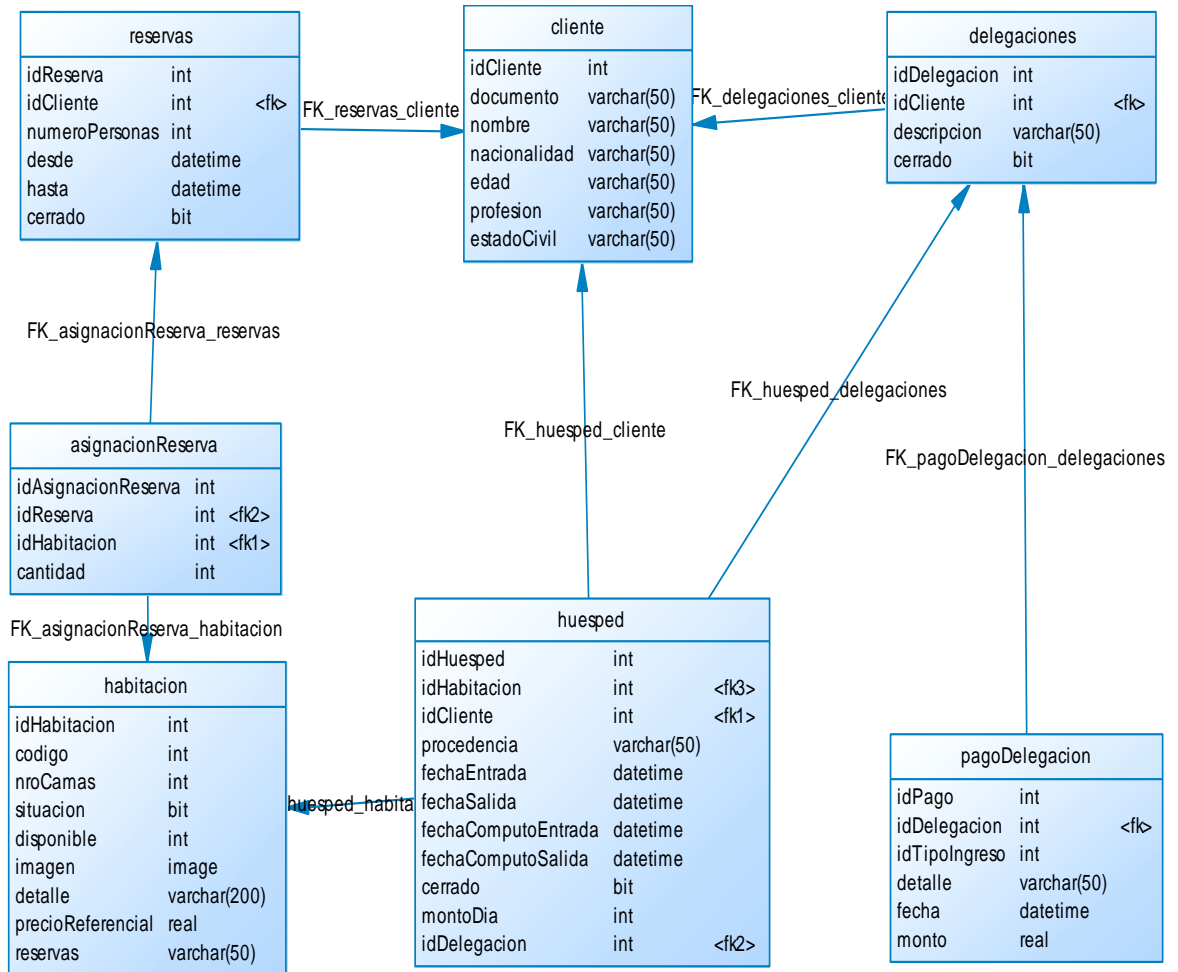 reservas
idReserva int
idCliente int <fk>
numeroPersonas int
desde datetime
hasta datetime
cerrado bit
FK_reservas_cliente
cliente
idCliente int
documento varchar(50)
nombre varchar(50)
nacionalidad varchar(50)
edad varchar(50)
profesion varchar(50)
estadoCivil varchar(50)
FK_delegaciones_cliente
delegaciones
idDelegacion int
idCliente int <fk>
descripcion varchar(50)
cerrado bit
FK_asignacionReserva_reservas
FK_huesped_cliente
FK_huesped_delegaciones
FK_pagoDelegacion_delegaciones
asignacionReserva
idAsignacionReserva int
idReserva int <fk2>
idHabitacion int <fk1>
cantidad int
FK_asignacionReserva_habitacion
habitacion
idHabitacion int
codigo int
nroCamas int
situacion bit
disponible int
imagen image
detalle varchar(200)
precioReferencial real
reservas varchar(50)
huesped_habita
huesped
idHuesped int
idHabitacion int <fk3>
idCliente int <fk1>
procedencia varchar(50)
fechaEntrada datetime
fechaSalida datetime
fechaComputoEntrada datetime
fechaComputoSalida datetime
cerrado bit
montoDia int
idDelegacion int <fk2>
pagoDelegacion
idPago int
idDelegacion int <fk>
idTipoIngreso int
detalle varchar(50)
fecha datetime
monto real